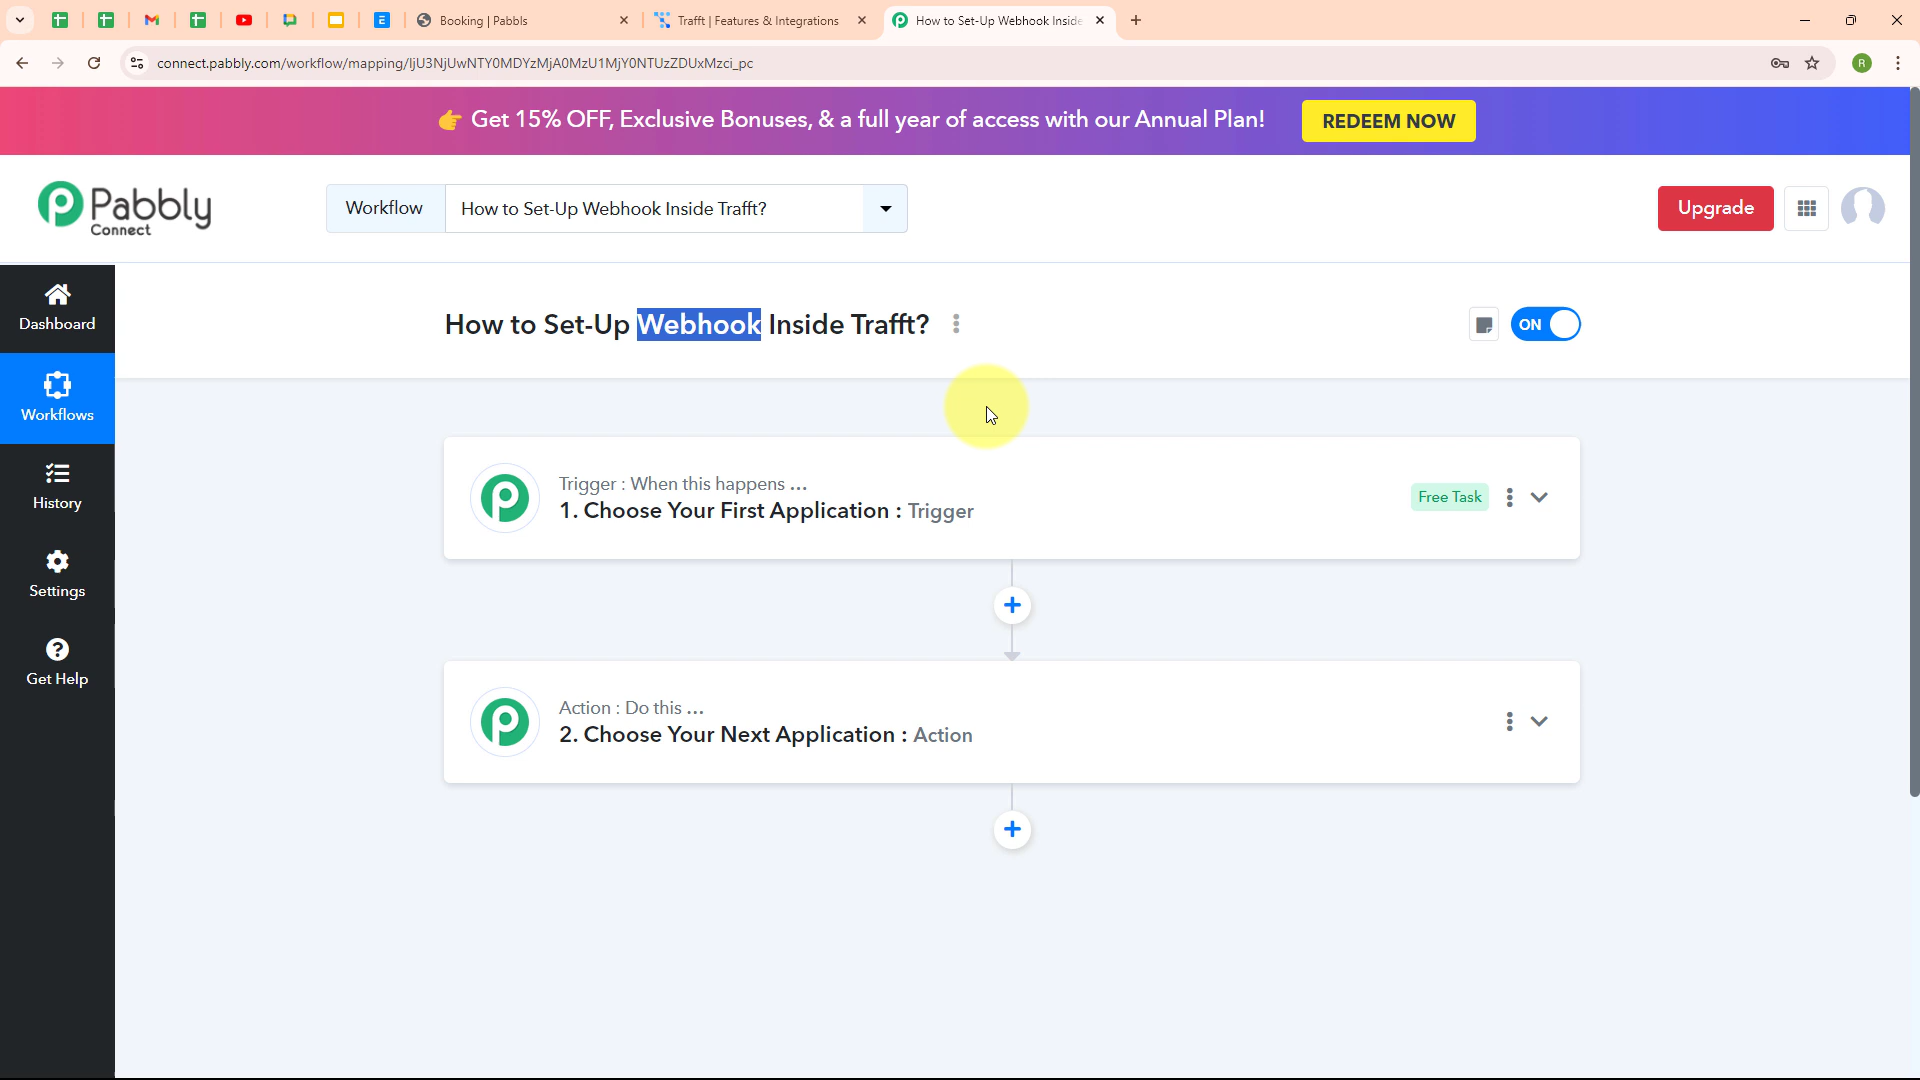 Booking | Pabbls
Trafft | Features & Integrations
How to Set-Up Webhook Inside
connect.pabbly.com/workflow/mapping/IjU3NjUwNTY0MDYzMjA0MzU1MjY0NTUzZDUxMzci_pc
R
👉 Get 15% OFF, Exclusive Bonuses, & a full year of access with our Annual Plan!
REDEEM NOW
Pabbly
Connect
Workflow
How to Set-Up Webhook Inside Trafft?
Upgrade
Dashboard
Workflows
History
Settings
Get Help
How to Set-Up Webhook Inside Trafft?
ON
Trigger : When this happens ...
1. Choose Your First Application : Trigger
Free Task
Action : Do this ...
2. Choose Your Next Application : Action